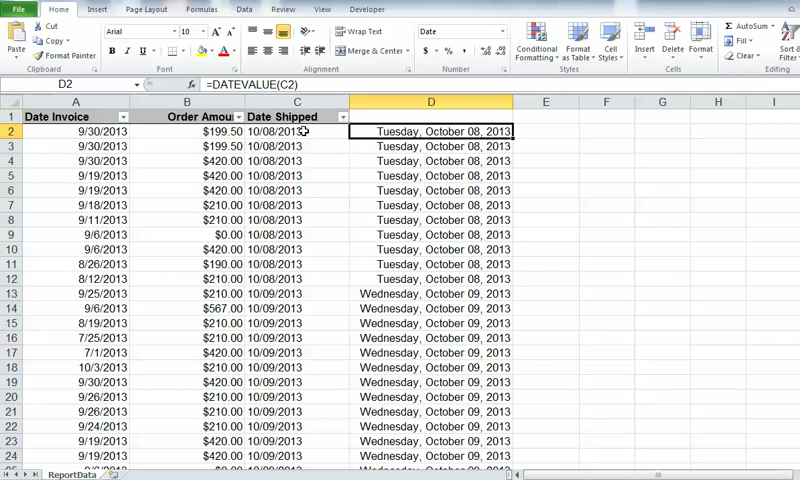 File Home Insert Page Layout Formulas Data Review View Developer
Cut Arial 10 Wrap Text Date AutoSum
Copy Fill
Paste Format Painter B I U A Merge & Center $ % , Conditional Formatting Format as Table Cell Styles Insert Delete Format Clear
Clipboard Font Alignment Number Styles Cells
D2 fx =DATEVALUE(C2)
A B C D E F G H I
1 Date Invoice Order Amou Date Shipped
2 9/30/2013 $199.50 10/08/2013 Tuesday, October 08, 2013
3 9/30/2013 $199.50 10/08/2013 Tuesday, October 08, 2013
4 9/30/2013 $420.00 10/08/2013 Tuesday, October 08, 2013
5 9/19/2013 $420.00 10/08/2013 Tuesday, October 08, 2013
6 9/19/2013 $210.00 10/08/2013 Tuesday, October 08, 2013
7 9/18/2013 $210.00 10/08/2013 Tuesday, October 08, 2013
8 9/11/2013 $210.00 10/08/2013 Tuesday, October 08, 2013
9 9/6/2013 $0.00 10/08/2013 Tuesday, October 08, 2013
10 9/6/2013 $420.00 10/08/2013 Tuesday, October 08, 2013
11 8/26/2013 $190.00 10/08/2013 Tuesday, October 08, 2013
12 8/12/2013 $210.00 10/08/2013 Tuesday, October 08, 2013
13 9/25/2013 $210.00 10/09/2013 Wednesday, October 09, 2013
14 9/6/2013 $567.00 10/09/2013 Wednesday, October 09, 2013
15 8/19/2013 $210.00 10/09/2013 Wednesday, October 09, 2013
16 7/25/2013 $210.00 10/09/2013 Wednesday, October 09, 2013
17 7/1/2013 $420.00 10/09/2013 Wednesday, October 09, 2013
18 10/3/2013 $210.00 10/09/2013 Wednesday, October 09, 2013
19 9/30/2013 $420.00 10/09/2013 Wednesday, October 09, 2013
20 9/26/2013 $210.00 10/09/2013 Wednesday, October 09, 2013
21 9/26/2013 $210.00 10/09/2013 Wednesday, October 09, 2013
22 9/24/2013 $210.00 10/09/2013 Wednesday, October 09, 2013
23 9/19/2013 $420.00 10/09/2013 Wednesday, October 09, 2013
24 9/19/2013 $420.00 10/09/2013 Wednesday, October 09, 2013
ReportData